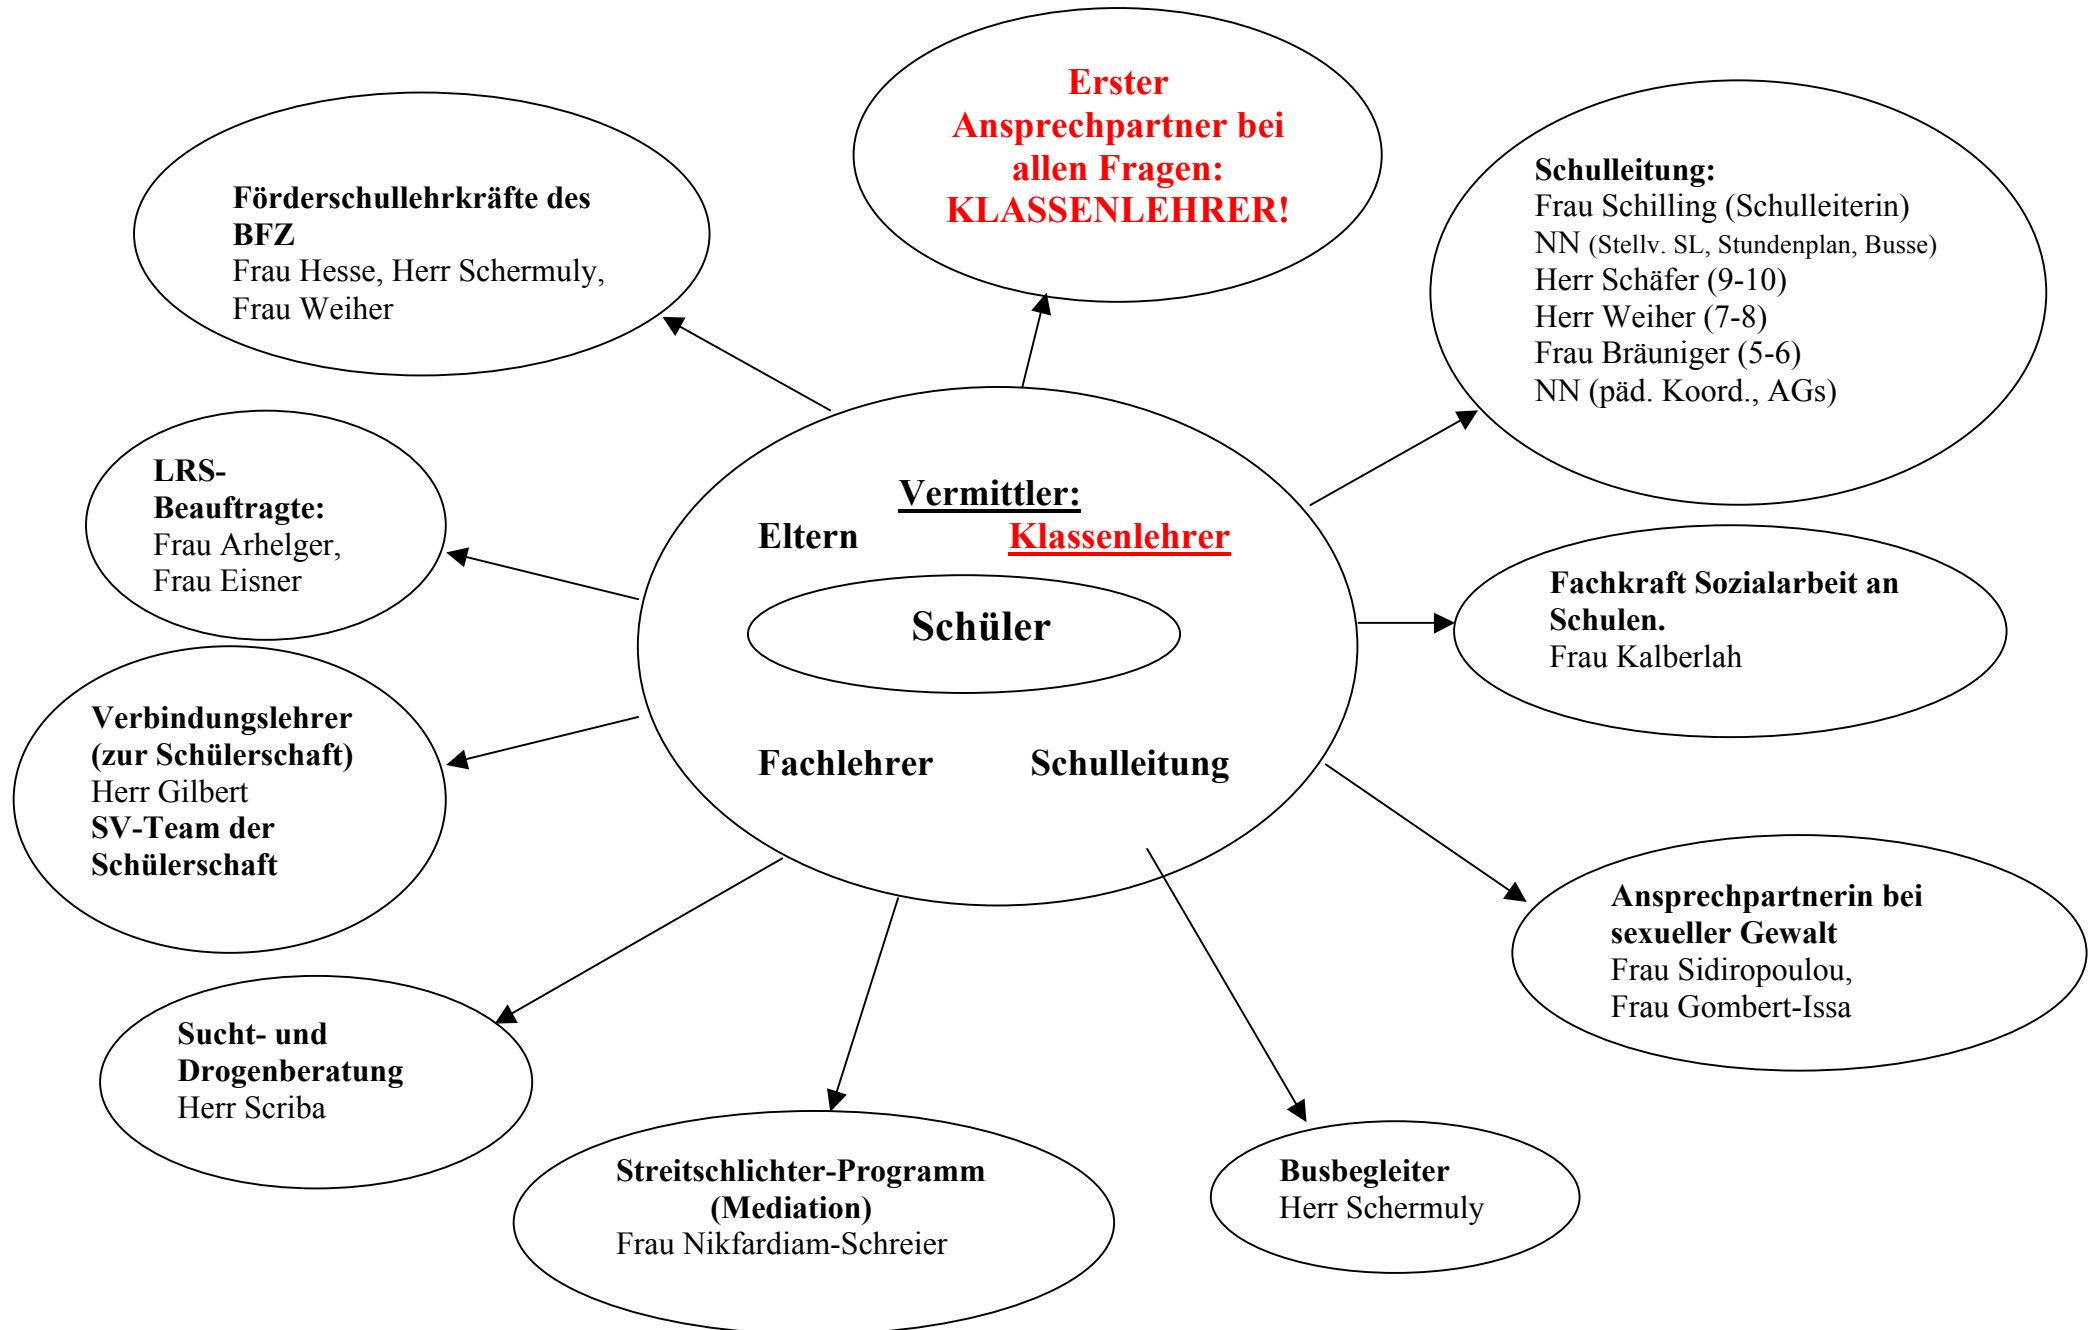 Erster
Ansprechpartner bei
allen Fragen:
KLASSENLEHRER!
Förderschullehrkräfte des
BFZ
Frau Hesse, Herr Schermuly,
Frau Weiher
Schulleitung:
Frau Schilling (Schulleiterin)
NN (Stellv. SL, Stundenplan, Busse)
Herr Schäfer (9-10)
Herr Weiher (7-8)
Frau Bräuniger (5-6)
NN (päd. Koord., AGs)
LRS-
Beauftragte:
Frau Arhelger,
Frau Eisner
Vermittler:
Eltern Klassenlehrer
Schüler
Fachlehrer Schulleitung
Fachkraft Sozialarbeit an
Schulen.
Frau Kalberlah
Verbindungslehrer
(zur Schülerschaft)
Herr Gilbert
SV-Team der
Schülerschaft
Ansprechpartnerin bei
sexueller Gewalt
Frau Sidiropoulou,
Frau Gombert-Issa
Sucht- und
Drogenberatung
Herr Scriba
Streitschlichter-Programm
(Mediation)
Frau Nikfardiam-Schreier
Busbegleiter
Herr Schermuly